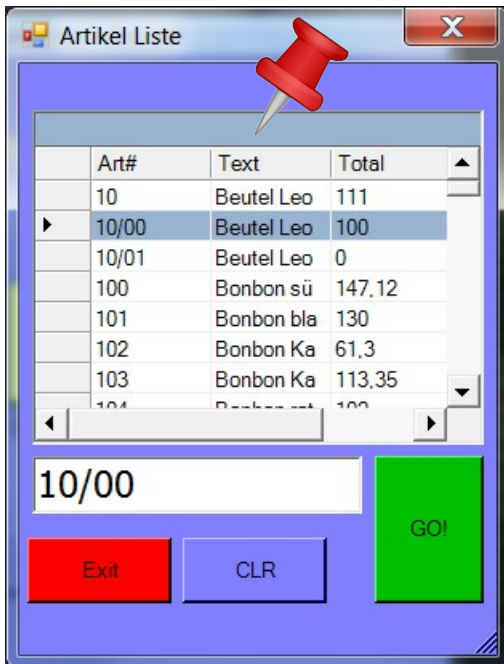 Artikel Liste
X
Art# Text Total
10 Beutel Leo 111
10/00 Beutel Leo 100
10/01 Beutel Leo 0
100 Bonbon sü 147,12
101 Bonbon bla 130
102 Bonbon Ka 61,3
103 Bonbon Ka 113,35
10/00
GO!
Exit CLR